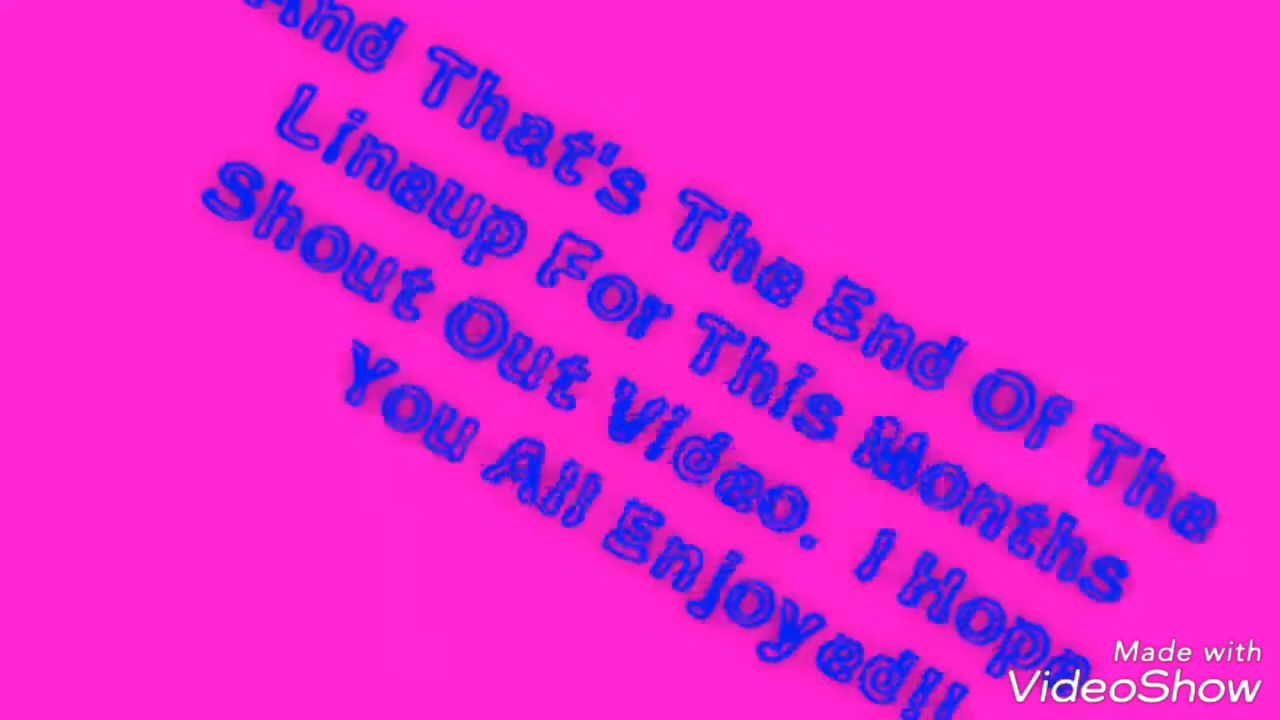 And That's The End Of The
Lineup For This Months
Shout Out Video. I Hope
You All Enjoyed!!
Made with
VideoShow